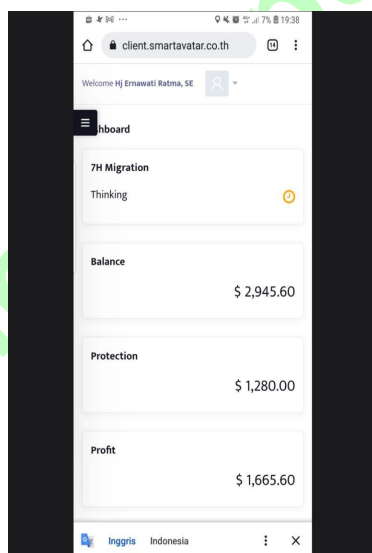 7% 19:38
client.smartavatar.co.th 14
Welcome Hj Ernawati Ratma, SE
hboard
7H Migration
Thinking
Balance
$ 2,945.60
Protection
$ 1,280.00
Profit
$ 1,665.60
Inggris Indonesia